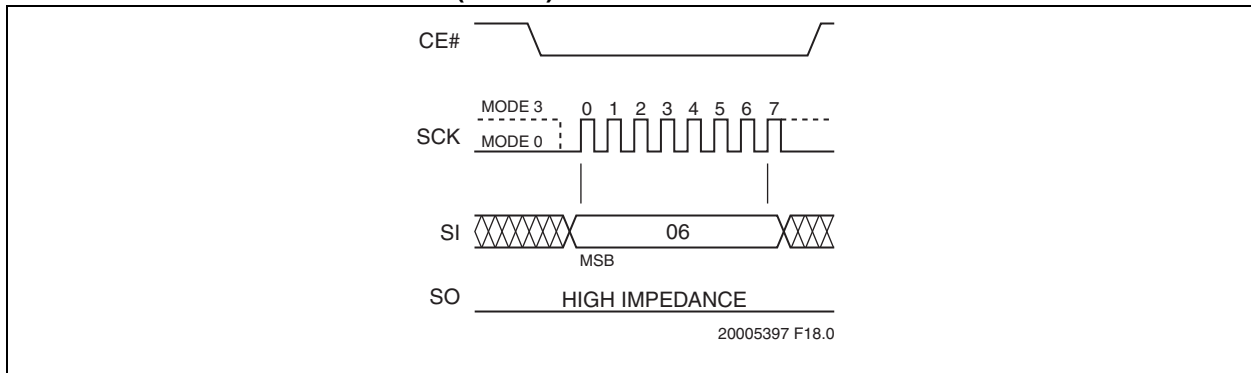 CE#
MODE 3
0 1 2 3 4 5 6 7
SCK
MODE 0
SI
06
MSB
SO
HIGH IMPEDANCE
20005397 F18.0